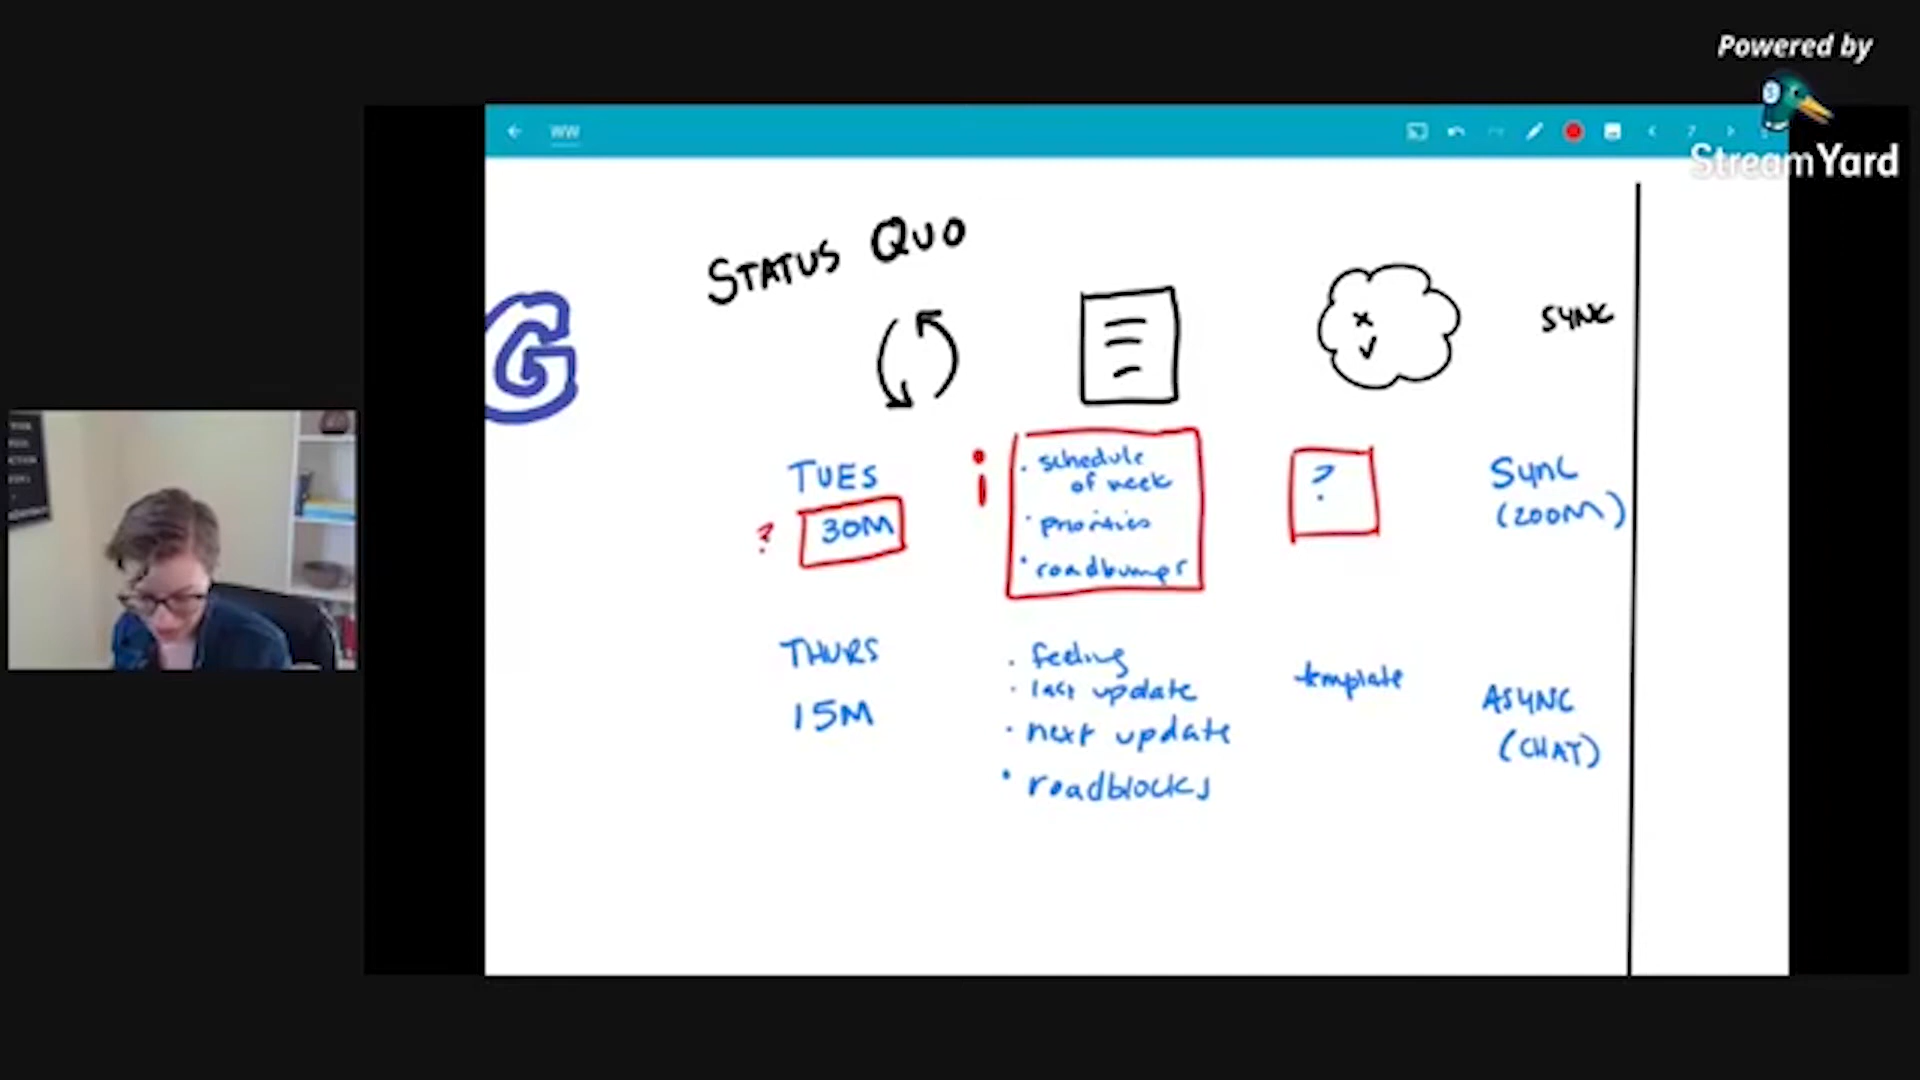 Powered by
StreamYard
WW
7
STATUS QUO
G
SYNC
TUES
30M
?
i
• schedule
of week
• priorities
• roadbumps
?
SYNC
(ZOOM)
THURS
15M
• feeling
• last update
• next update
• roadblocks
template
ASYNC
(CHAT)